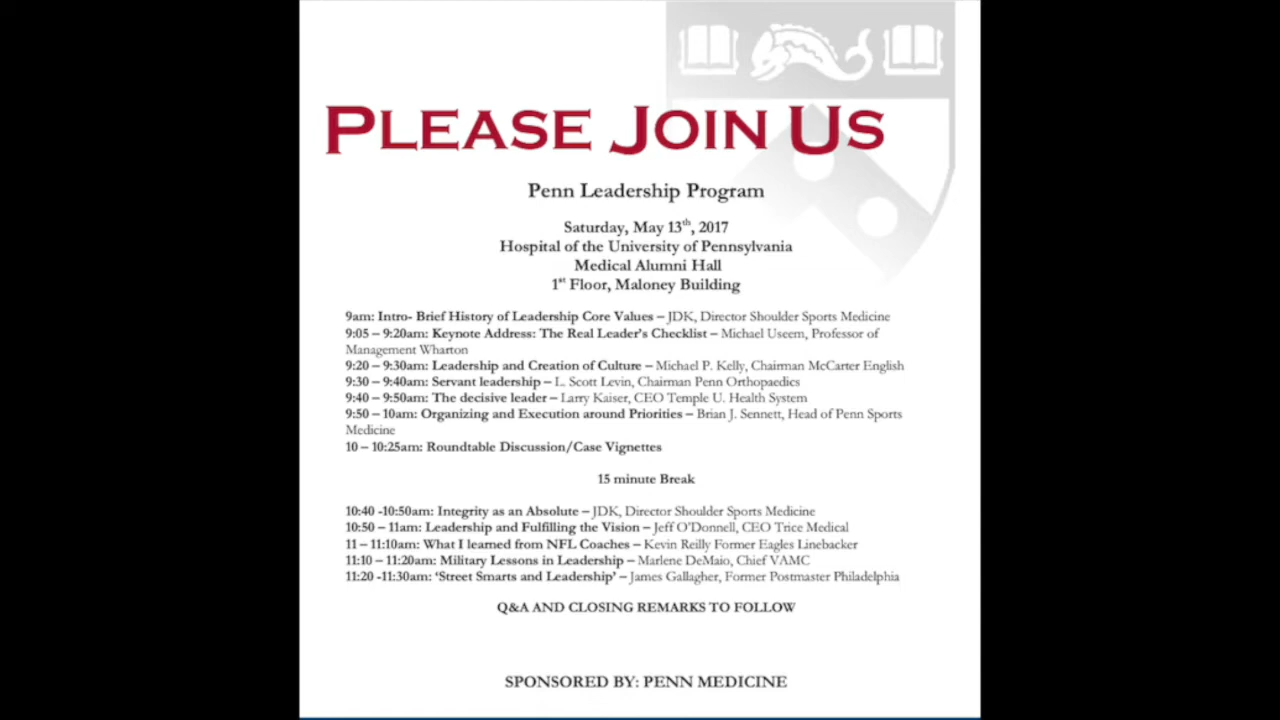 PLEASE JOIN US
Penn Leadership Program
Saturday, May 13th, 2017
Hospital of the University of Pennsylvania
Medical Alumni Hall
1st Floor, Maloney Building
9am: Intro- Brief History of Leadership Core Values – JDK, Director Shoulder Sports Medicine
9:05 – 9:20am: Keynote Address: The Real Leader's Checklist – Michael Useem, Professor of
Management Wharton
9:20 – 9:30am: Leadership and Creation of Culture – Michael P. Kelly, Chairman McCarter English
9:30 – 9:40am: Servant leadership – L. Scott Levin, Chairman Penn Orthopaedics
9:40 – 9:50am: The decisive leader – Larry Kaiser, CEO Temple U. Health System
9:50 – 10am: Organizing and Execution around Priorities – Brian J. Sennett, Head of Penn Sports
Medicine
10 – 10:25am: Roundtable Discussion/Case Vignettes
15 minute Break
10:40 -10:50am: Integrity as an Absolute – JDK, Director Shoulder Sports Medicine
10:50 – 11am: Leadership and Fulfilling the Vision – Jeff O'Donnell, CEO Trice Medical
11 – 11:10am: What I learned from NFL Coaches – Kevin Reilly Former Eagles Linebacker
11:10 – 11:20am: Military Lessons in Leadership – Marlene DeMaio, Chief VAMC
11:20 -11:30am: 'Street Smarts and Leadership' – James Gallagher, Former Postmaster Philadelphia
Q&A AND CLOSING REMARKS TO FOLLOW
SPONSORED BY: PENN MEDICINE